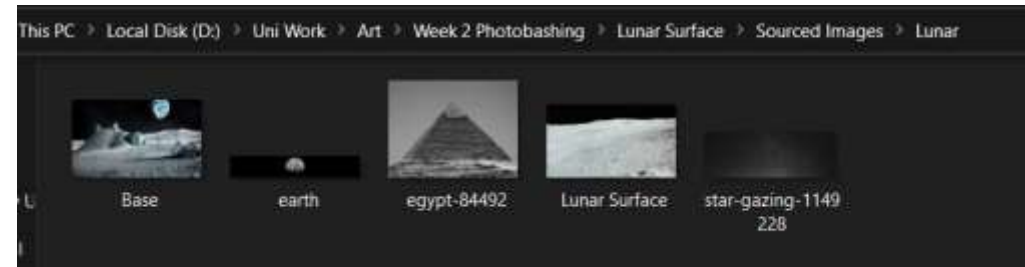 This PC > Local Disk (D:) > Uni Work > Art > Week 2 Photobashing > Lunar Surface > Sourced Images > Lunar
Base
earth
egypt-84492
Lunar Surface
star-gazing-1149
228